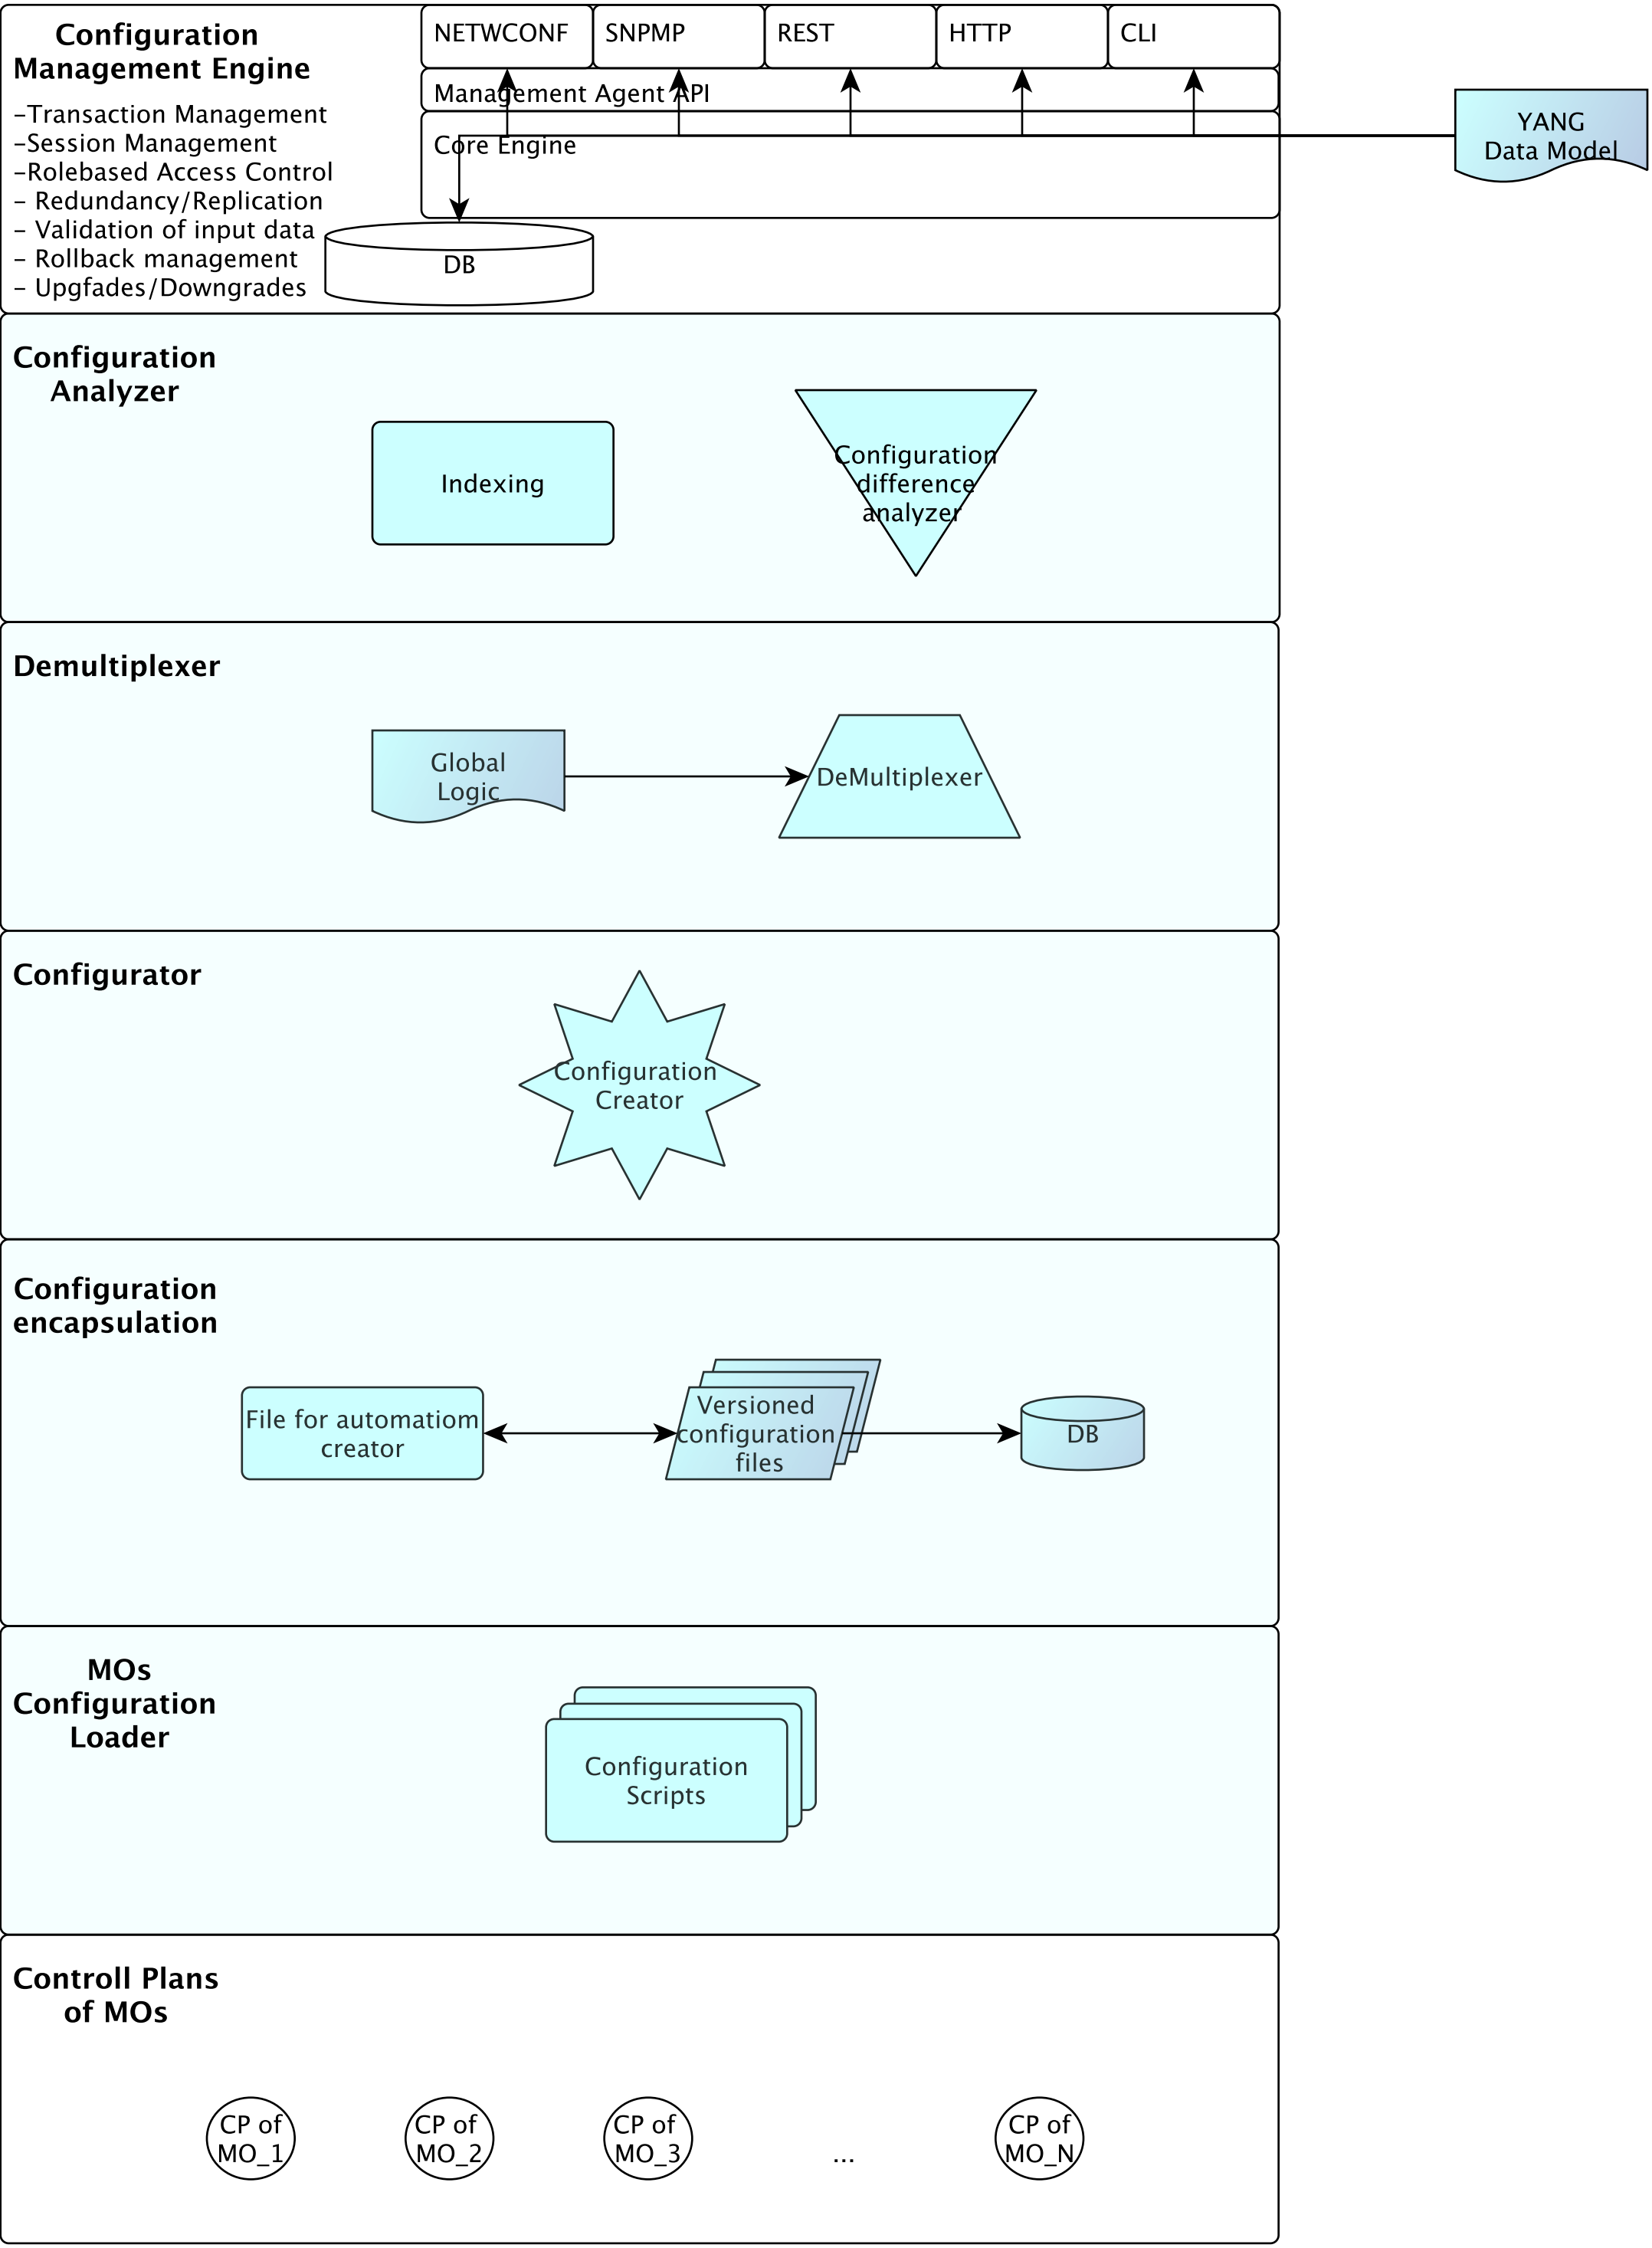 Configuration
Management Engine
-Transaction Management
-Session Management
-Rolebased Access Control
- Redundancy/Replication
- Validation of input data
- Rollback management
- Upgfades/Downgrades
NETWCONF
SNPMP
REST
HTTP
CLI
Management Agent API
Core Engine
DB
YANG
Data Model
Configuration
Analyzer
Indexing
Configuration
difference
analyzer
Demultiplexer
Global
Logic
DeMultiplexer
Configurator
Configuration
Creator
Configuration
encapsulation
File for automatiom
creator
Versioned
configuration
files
DB
MOs
Configuration
Loader
Configuration
Scripts
Controll Plans
of MOs
CP of
MO_1
CP of
MO_2
CP of
MO_3
...
CP of
MO_N